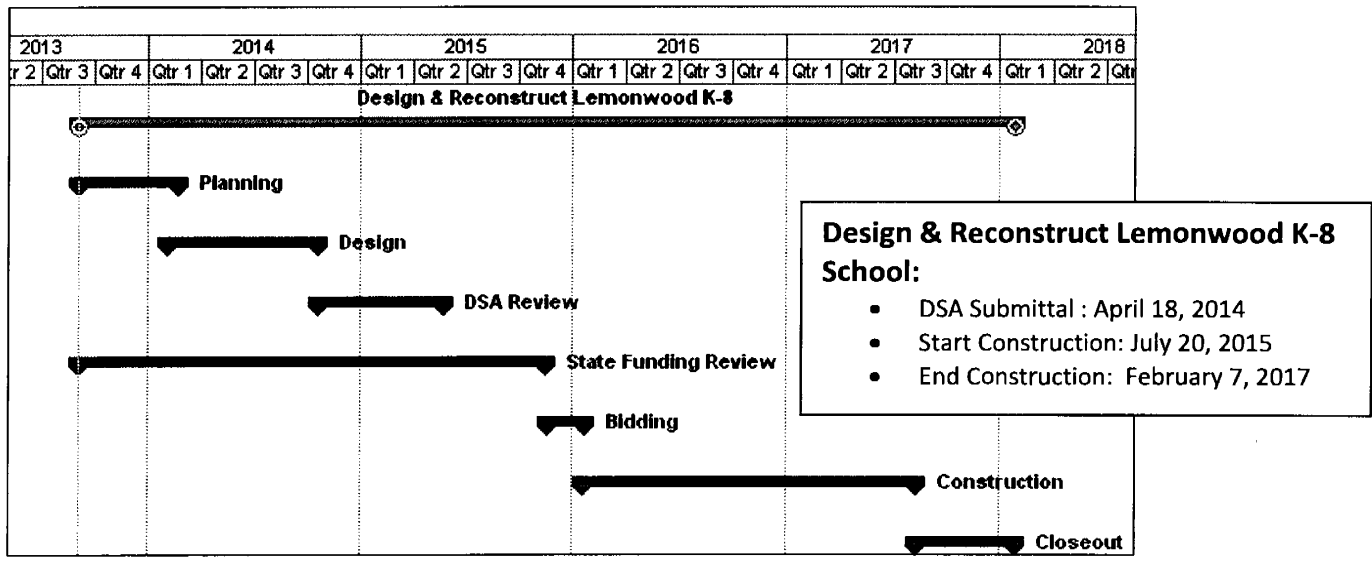 2013 2014 2015 2016 2017 2018
r 2 Qtr 3 Qtr 4 Qtr 1 Qtr 2 Qtr 3 Qtr 4 Qtr 1 Qtr 2 Qtr 3 Qtr 4 Qtr 1 Qtr 2 Qtr 3 Qtr 4 Qtr 1 Qtr 2 Qtr 3 Qtr 4 Qtr 1 Qtr 2 Qtr
Design & Reconstruct Lemonwood K-8
Planning
Design
DSA Review
State Funding Review
Bidding
Construction
Closeout
Design & Reconstruct Lemonwood K-8
School:
• DSA Submittal : April 18, 2014
• Start Construction: July 20, 2015
• End Construction: February 7, 2017